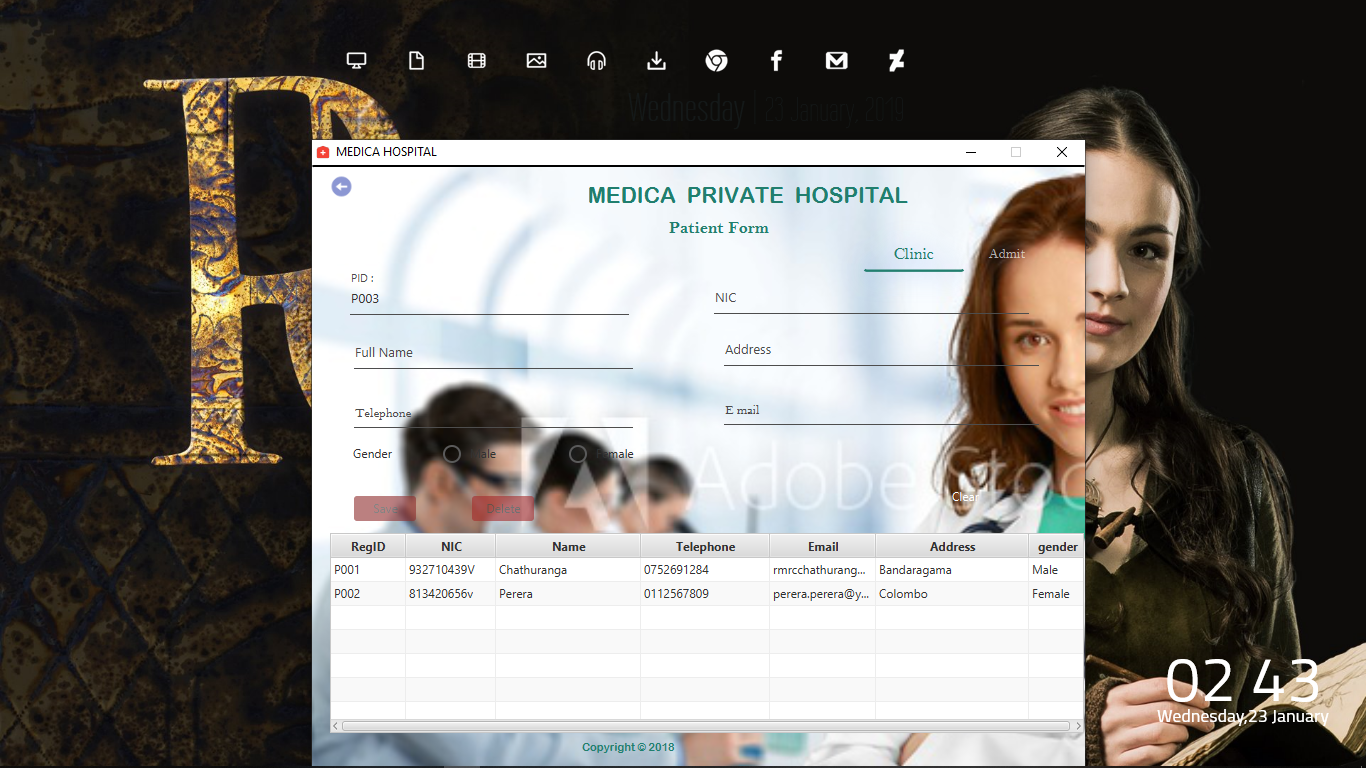 Wednesday | 23 January, 2019
MEDICA HOSPITAL
MEDICA PRIVATE HOSPITAL
Patient Form
Clinic Admit
PID :
P003 NIC
Full Name Address
Telephone E mail
Gender Male Female
Adobe Stoc
Save Delete Clear
RegID NIC Name Telephone Email Address gender
P001 932710439V Chathuranga 0752691284 rmrcchathurang... Bandaragama Male
P002 813420656v Perera 0112567809 perera.perera@y... Colombo Female
Copyright © 2018
02 43
Wednesday,23 January